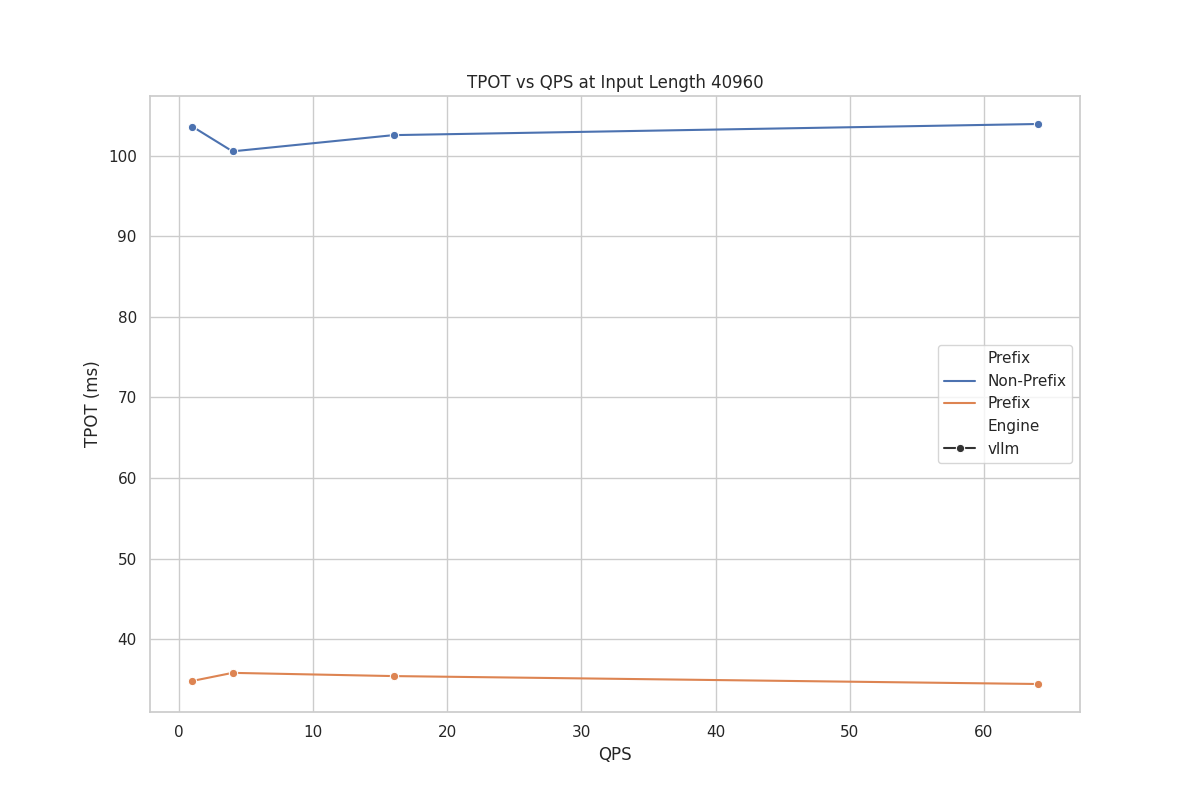 TPOT vs QPS at Input Length 40960
TPOT (ms)
100
90
80
70
60
50
40
Prefix
Non-Prefix
Prefix
Engine
vllm
0 10 20 30 40 50 60
QPS